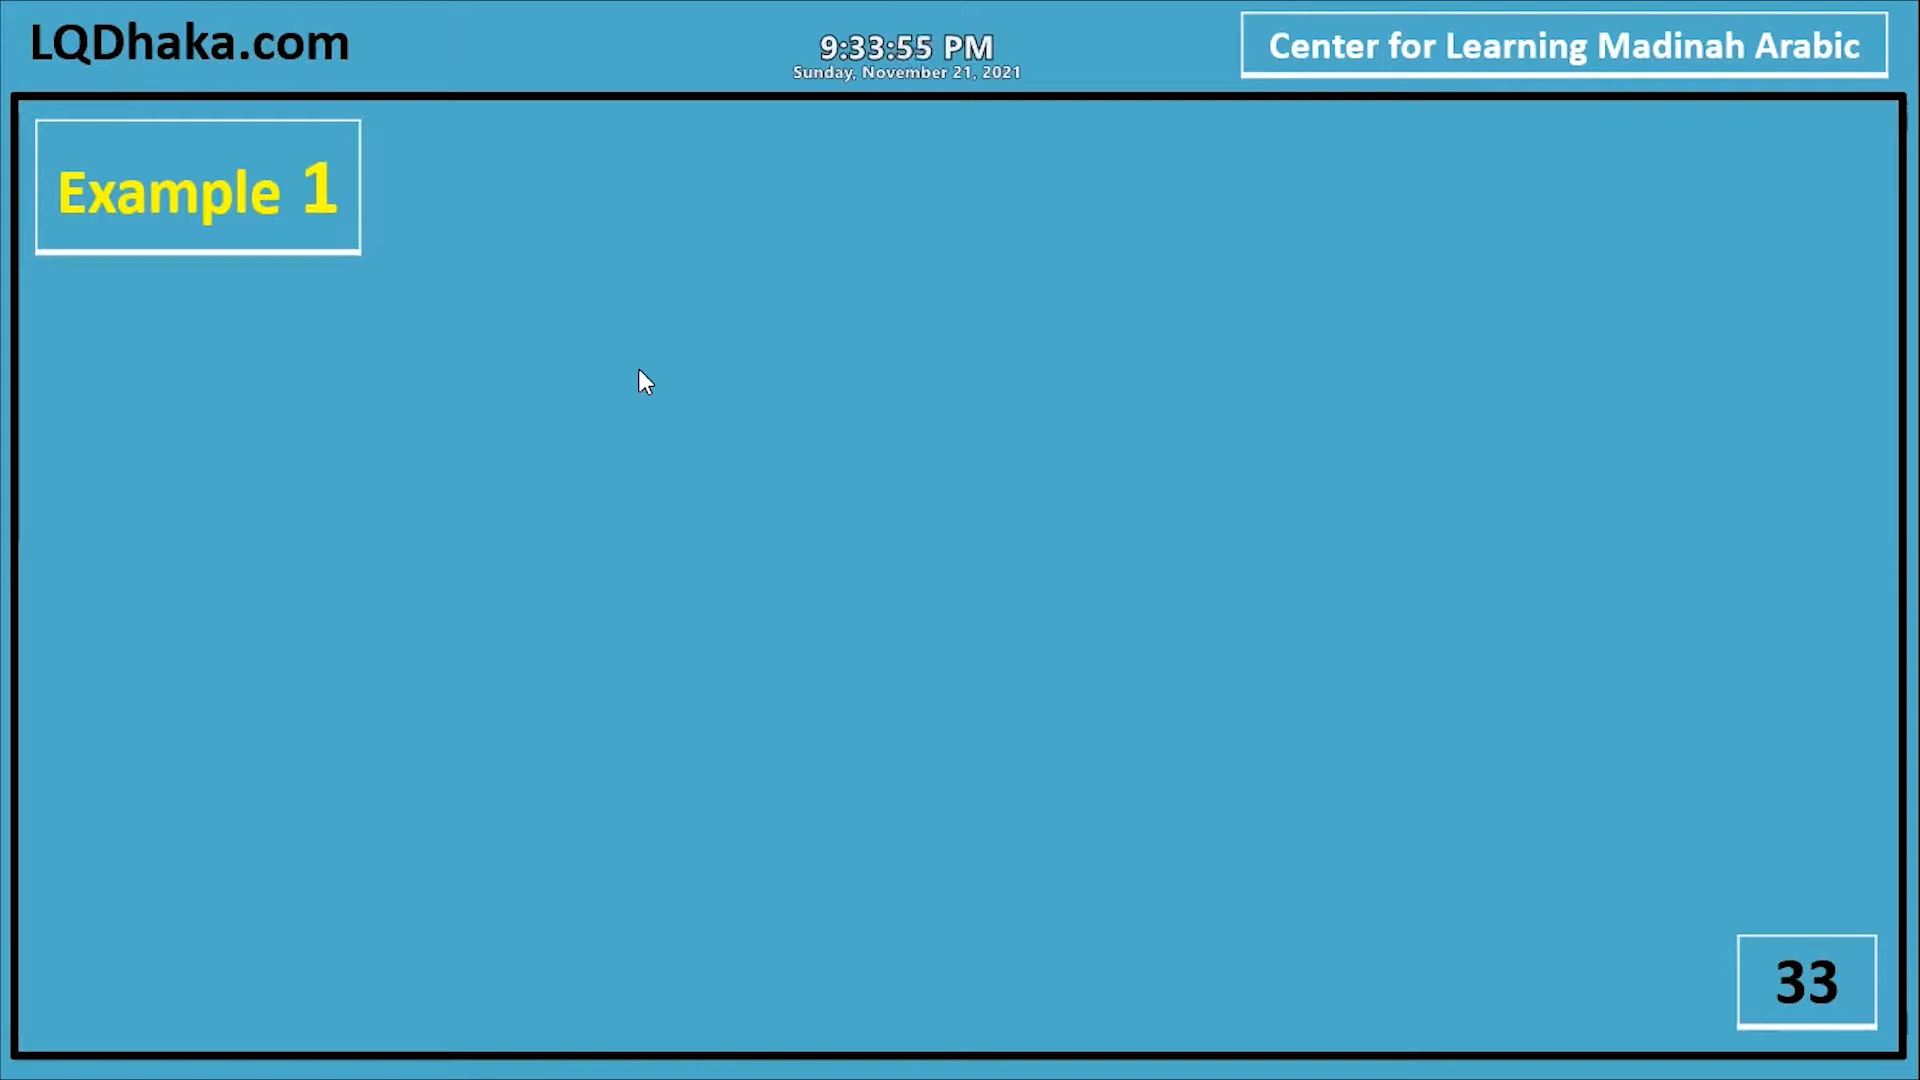 LQDhaka.com
9:33:55 PM
Sunday, November 21, 2021
Center for Learning Madinah Arabic
Example 1
33